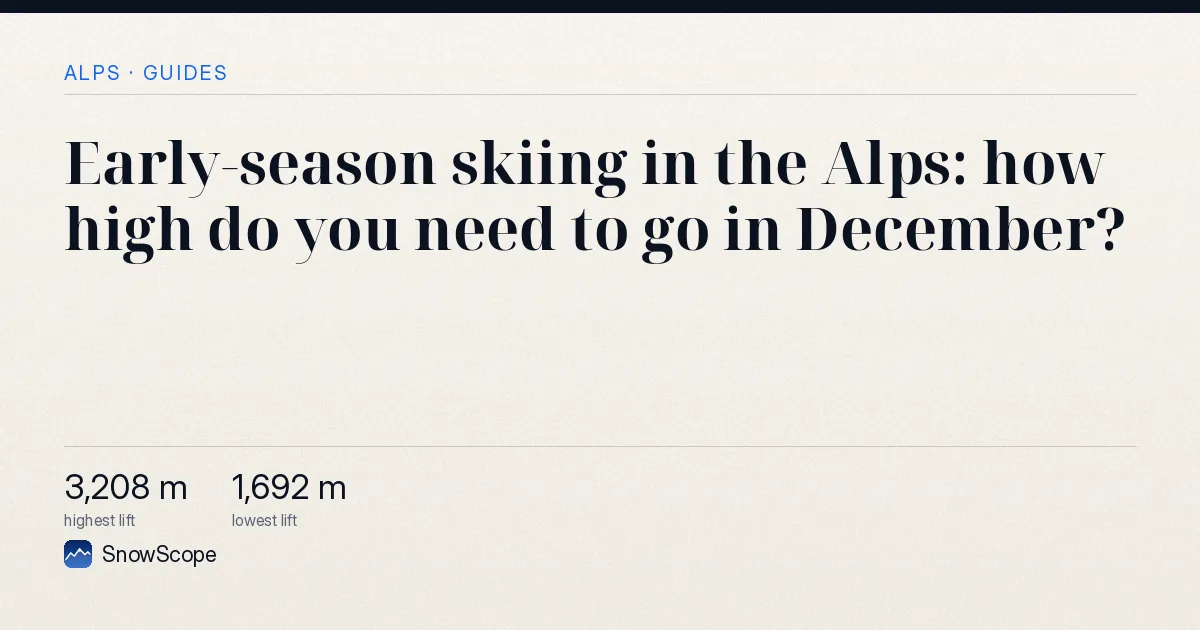 ALPS · GUIDES
Early-season skiing in the Alps: how
high do you need to go in December?
3,208 m 1,692 m
highest lift lowest lift
SnowScope